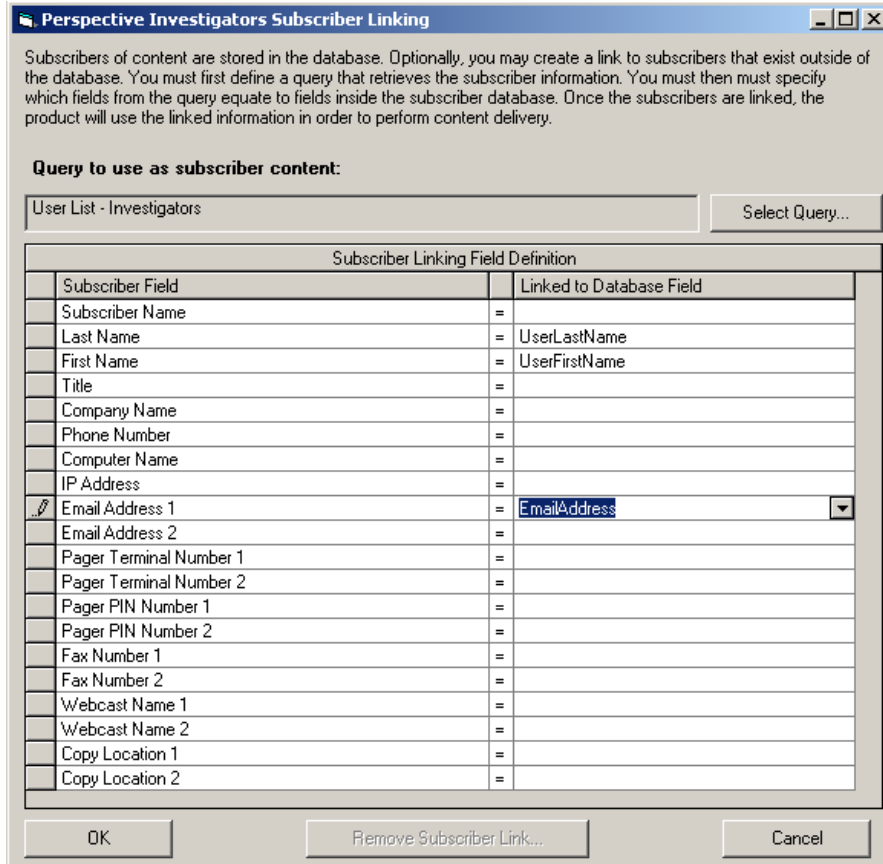 Perspective Investigators Subscriber Linking
Subscribers of content are stored in the database. Optionally, you may create a link to subscribers that exist outside of
the database. You must first define a query that retrieves the subscriber information. You must then must specify
which fields from the query equate to fields inside the subscriber database. Once the subscribers are linked, the
product will use the linked information in order to perform content delivery.
Query to use as subscriber content:
User List - Investigators Select Query...
Subscriber Linking Field Definition
Subscriber Field Linked to Database Field
Subscriber Name =
Last Name = UserLastName
First Name = UserFirstName
Title =
Company Name =
Phone Number =
Computer Name =
IP Address =
Email Address 1 = EmailAddress
Email Address 2 =
Pager Terminal Number 1 =
Pager Terminal Number 2 =
Pager PIN Number 1 =
Pager PIN Number 2 =
Fax Number 1 =
Fax Number 2 =
Webcast Name 1 =
Webcast Name 2 =
Copy Location 1 =
Copy Location 2 =
OK Remove Subscriber Link... Cancel